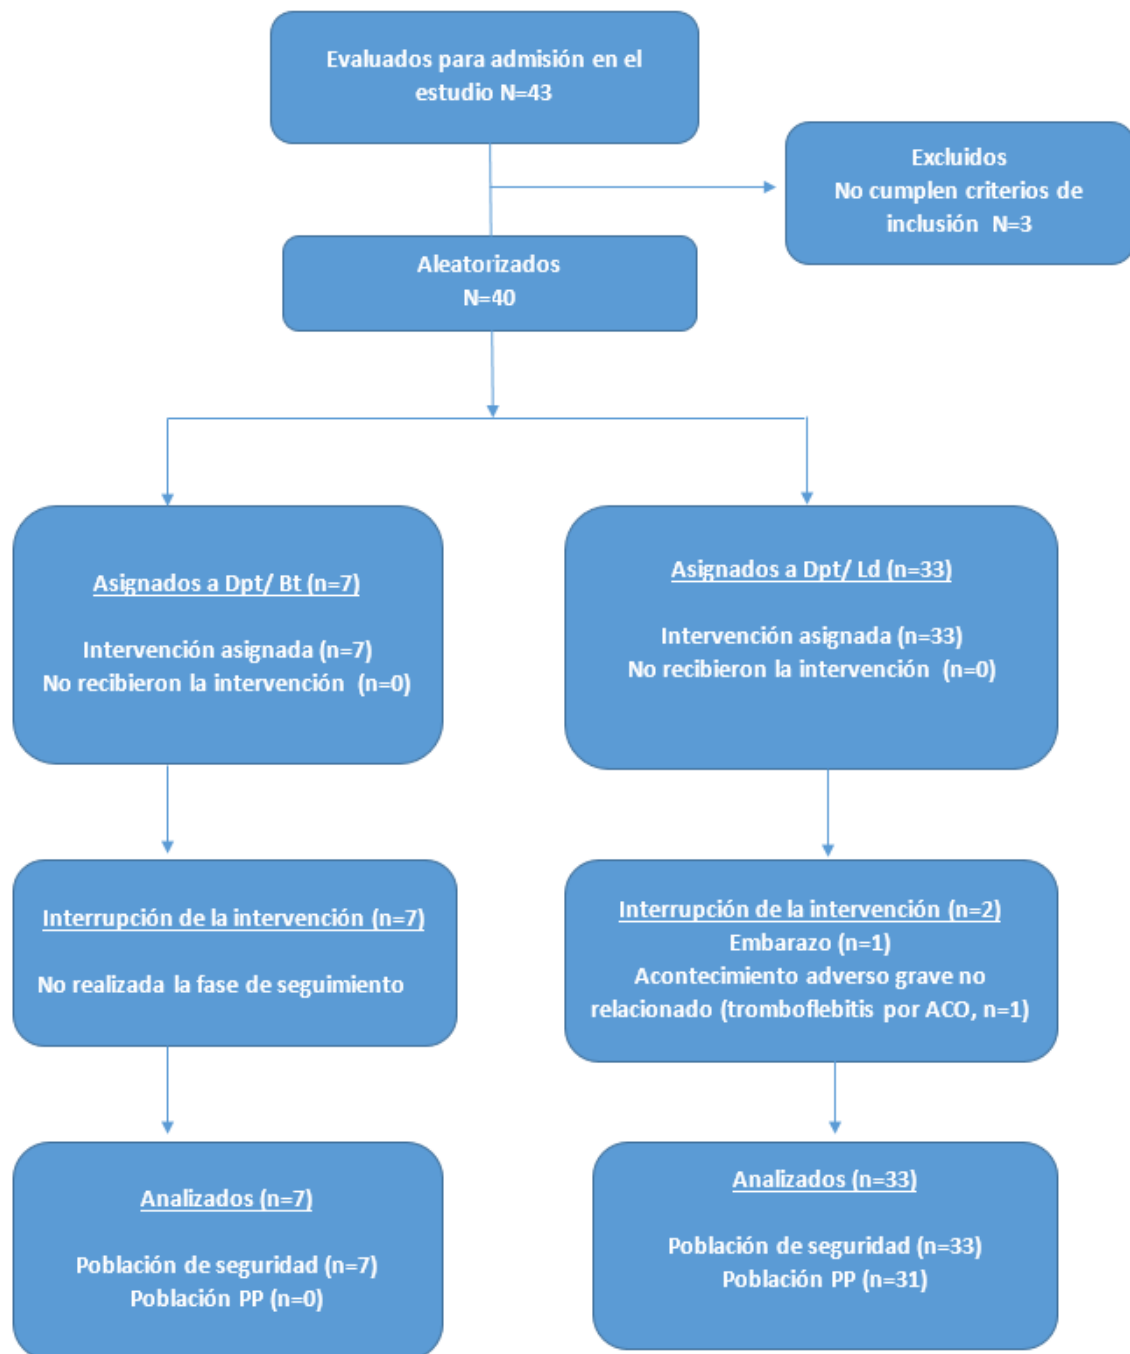 Evaluados para admisión en el
estudio N=43
Excluidos
No cumplen criterios de
inclusión N=3
Aleatorizados
N=40
Asignados a Dpt/ Bt (n=7)
Intervención asignada (n=7)
No recibieron la intervención (n=0)
Asignados a Dpt/ Ld (n=33)
Intervención asignada (n=33)
No recibieron la intervención (n=0)
Interrupción de la intervención (n=7)
No realizada la fase de seguimiento
Interrupción de la intervención (n=2)
Embarazo (n=1)
Acontecimiento adverso grave no
relacionado (tromboflebitis por ACO, n=1)
Analizados (n=7)
Población de seguridad (n=7)
Población PP (n=0)
Analizados (n=33)
Población de seguridad (n=33)
Población PP (n=31)